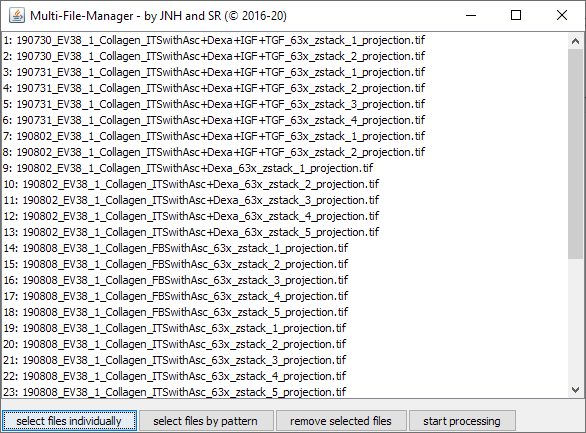 Multi-File-Manager - by JNH and SR (© 2016-20)
1: 190730_EV38_1_Collagen_ITSwithAsc+Dexa+IGF+TGF_63x_zstack_1_projection.tif
2: 190730_EV38_1_Collagen_ITSwithAsc+Dexa+IGF+TGF_63x_zstack_2_projection.tif
3: 190731_EV38_1_Collagen_ITSwithAsc+Dexa+IGF+TGF_63x_zstack_1_projection.tif
4: 190731_EV38_1_Collagen_ITSwithAsc+Dexa+IGF+TGF_63x_zstack_2_projection.tif
5: 190731_EV38_1_Collagen_ITSwithAsc+Dexa+IGF+TGF_63x_zstack_3_projection.tif
6: 190731_EV38_1_Collagen_ITSwithAsc+Dexa+IGF+TGF_63x_zstack_4_projection.tif
7: 190802_EV38_1_Collagen_ITSwithAsc+Dexa+IGF+TGF_63x_zstack_1_projection.tif
8: 190802_EV38_1_Collagen_ITSwithAsc+Dexa+IGF+TGF_63x_zstack_2_projection.tif
9: 190802_EV38_1_Collagen_ITSwithAsc+Dexa_63x_zstack_1_projection.tif
10: 190802_EV38_1_Collagen_ITSwithAsc+Dexa_63x_zstack_2_projection.tif
11: 190802_EV38_1_Collagen_ITSwithAsc+Dexa_63x_zstack_3_projection.tif
12: 190802_EV38_1_Collagen_ITSwithAsc+Dexa_63x_zstack_4_projection.tif
13: 190802_EV38_1_Collagen_ITSwithAsc+Dexa_63x_zstack_5_projection.tif
14: 190808_EV38_1_Collagen_FBSwithAsc_63x_zstack_1_projection.tif
15: 190808_EV38_1_Collagen_FBSwithAsc_63x_zstack_2_projection.tif
16: 190808_EV38_1_Collagen_FBSwithAsc_63x_zstack_3_projection.tif
17: 190808_EV38_1_Collagen_FBSwithAsc_63x_zstack_4_projection.tif
18: 190808_EV38_1_Collagen_FBSwithAsc_63x_zstack_5_projection.tif
19: 190808_EV38_1_Collagen_ITSwithAsc_63x_zstack_1_projection.tif
20: 190808_EV38_1_Collagen_ITSwithAsc_63x_zstack_2_projection.tif
21: 190808_EV38_1_Collagen_ITSwithAsc_63x_zstack_3_projection.tif
22: 190808_EV38_1_Collagen_ITSwithAsc_63x_zstack_4_projection.tif
23: 190808_EV38_1_Collagen_ITSwithAsc_63x_zstack_5_projection.tif
select files individually select files by pattern remove selected files start processing